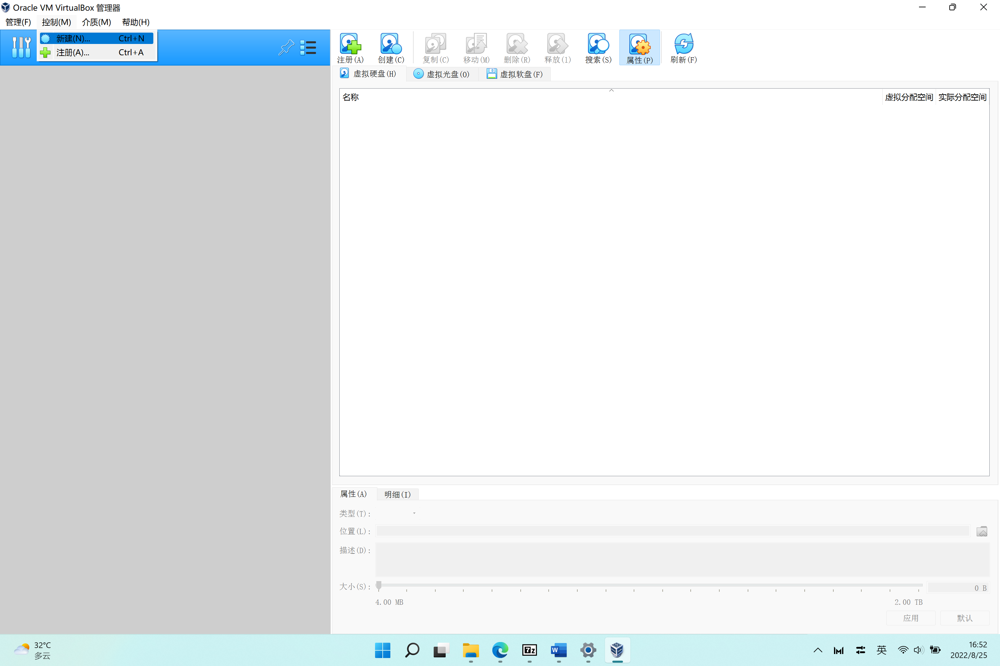 Oracle VM VirtualBox 管理器
管理(F) 控制(M) 介质(M) 帮助(H)
新建(N)... Ctrl+N
注册(A)... Ctrl+A
注册(A) 创建(C) 复制(C) 移动(M) 删除(R) 释放(l) 搜索(S) 属性(P) 刷新(F)
虚拟硬盘(H) 虚拟光盘(O) 虚拟软盘(F)
名称 虚拟分配空间 实际分配空间
属性(A) 明细(I)
类型(T):
位置(L):
描述(D):
大小(S): 0 B
4.00 MB 2.00 TB
应用 默认
32°C
多云
7z
W
英
16:52
2022/8/25